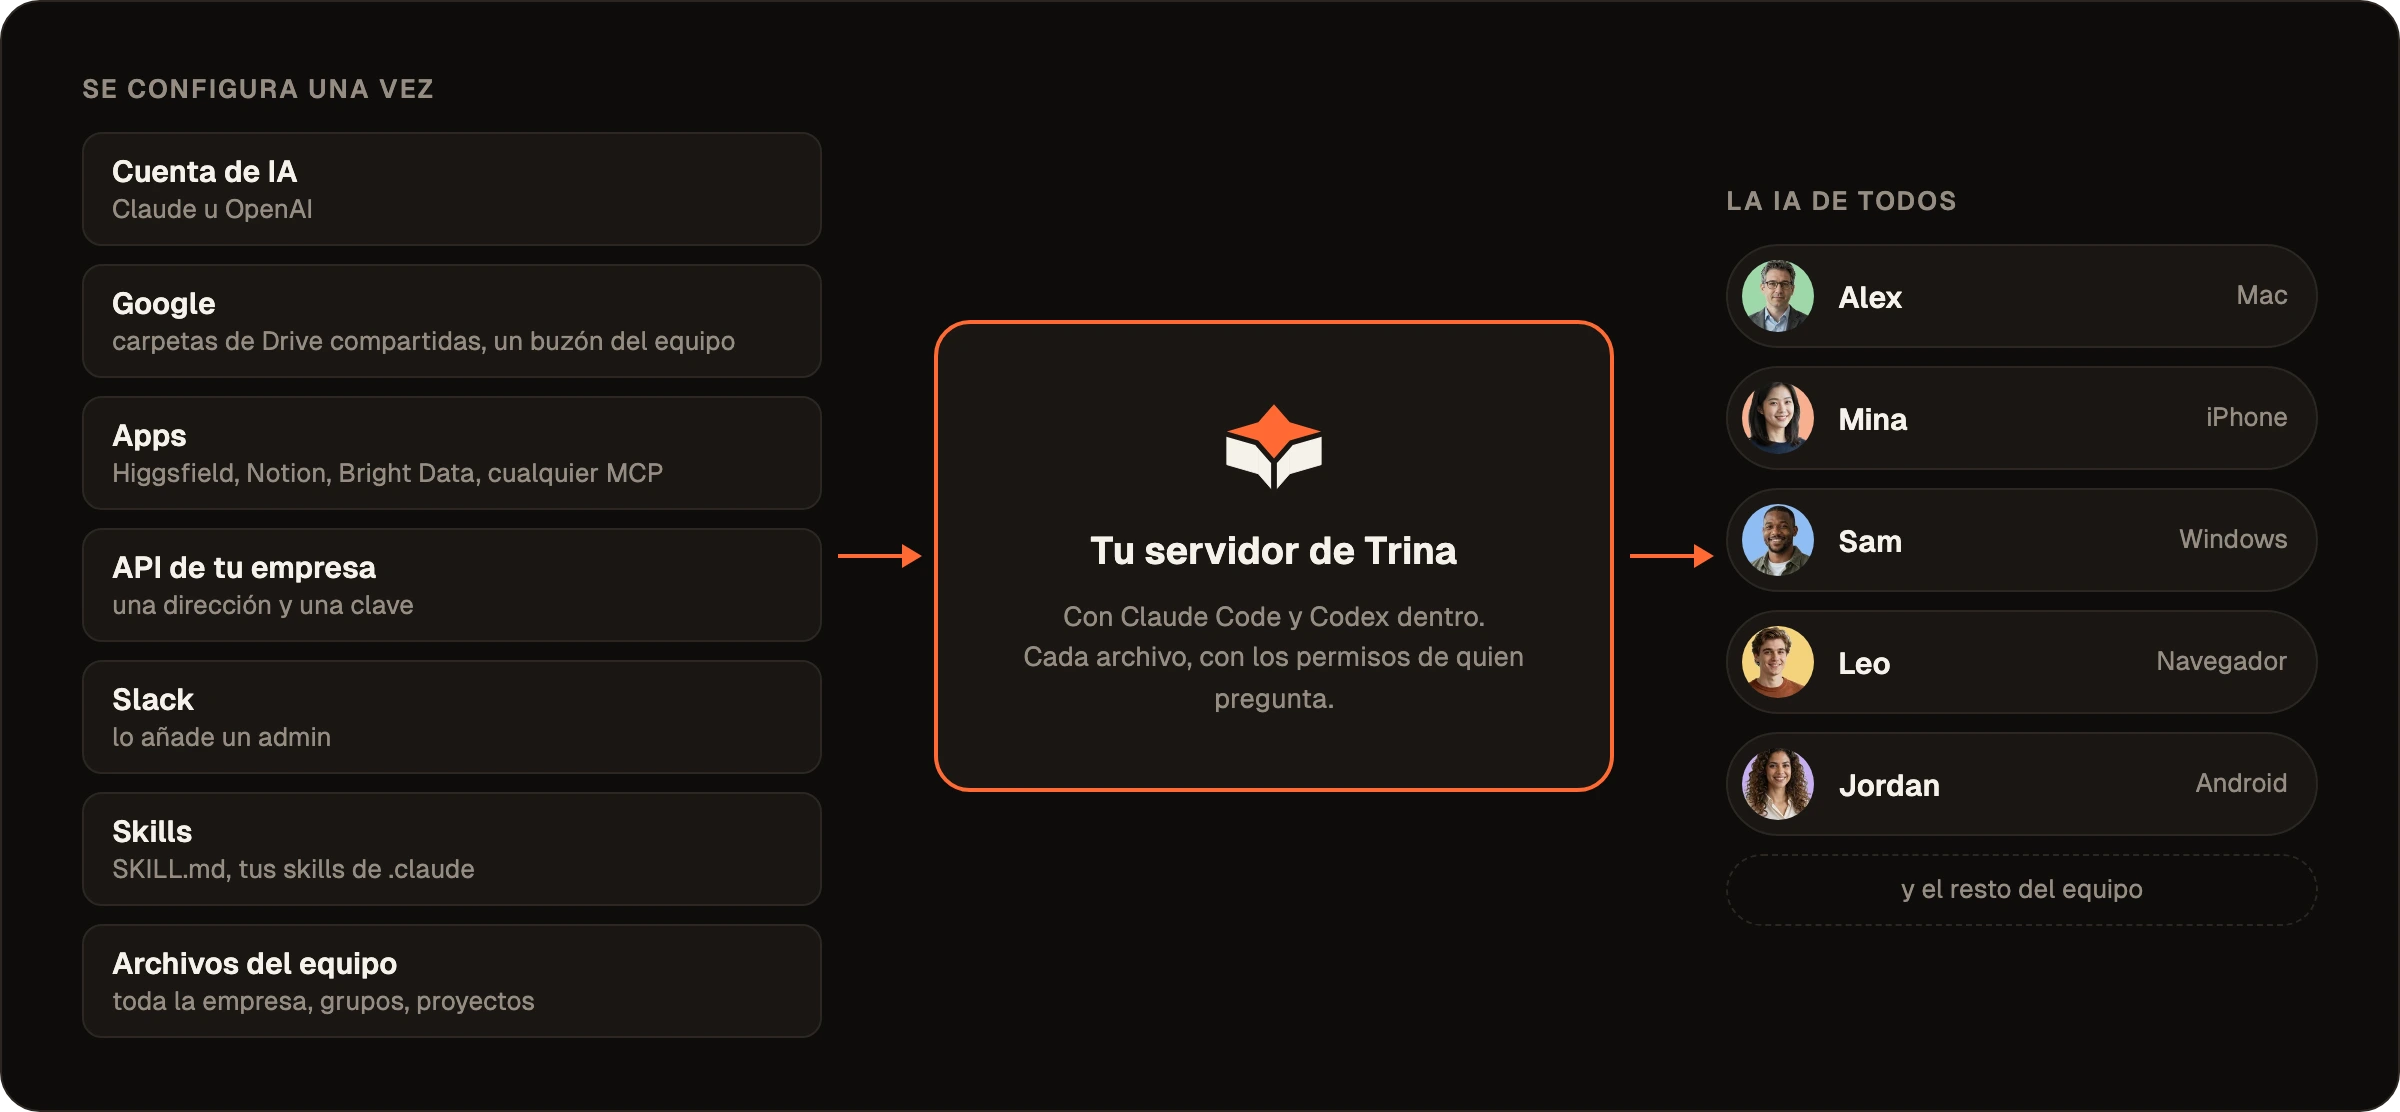 SE CONFIGURA UNA VEZ
Cuenta de IA
Claude u OpenAI
Google
carpetas de Drive compartidas, un buzón del equipo
Apps
Higgsfield, Notion, Bright Data, cualquier MCP
API de tu empresa
una dirección y una clave
Slack
lo añade un admin
Skills
SKILL.md, tus skills de .claude
Archivos del equipo
toda la empresa, grupos, proyectos
Tu servidor de Trina
Con Claude Code y Codex dentro.
Cada archivo, con los permisos de quien
pregunta.
LA IA DE TODOS
Alex Mac
Mina iPhone
Sam Windows
Leo Navegador
Jordan Android
y el resto del equipo